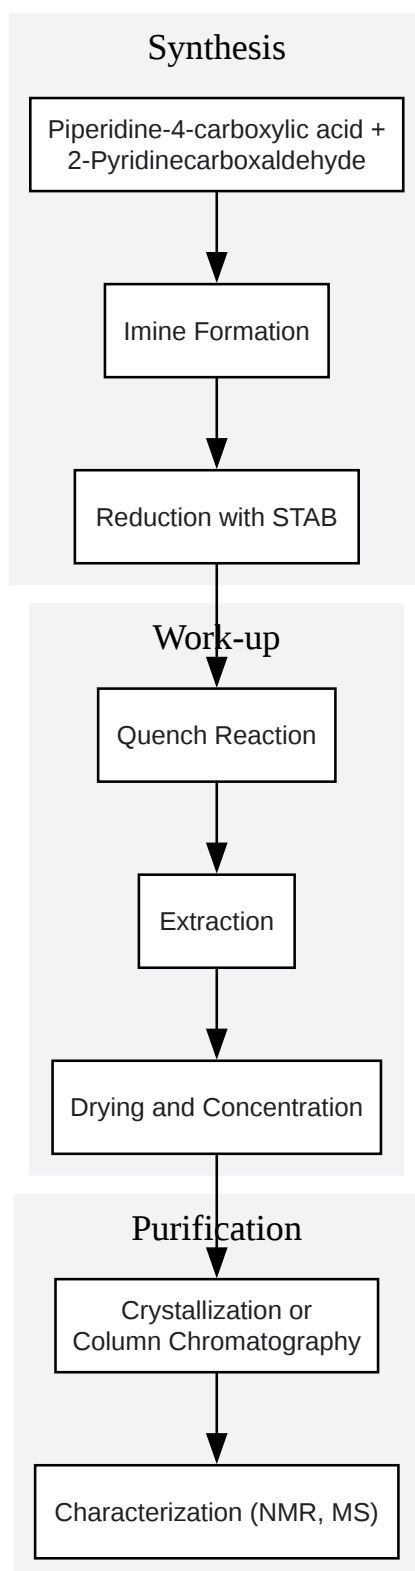 Synthesis
Piperidine-4-carboxylic acid +
2-Pyridinecarboxaldehyde
Imine Formation
Reduction with STAB
Work-up
Quench Reaction
Extraction
Drying and Concentration
Purification
Crystallization or
Column Chromatography
Characterization (NMR, MS)